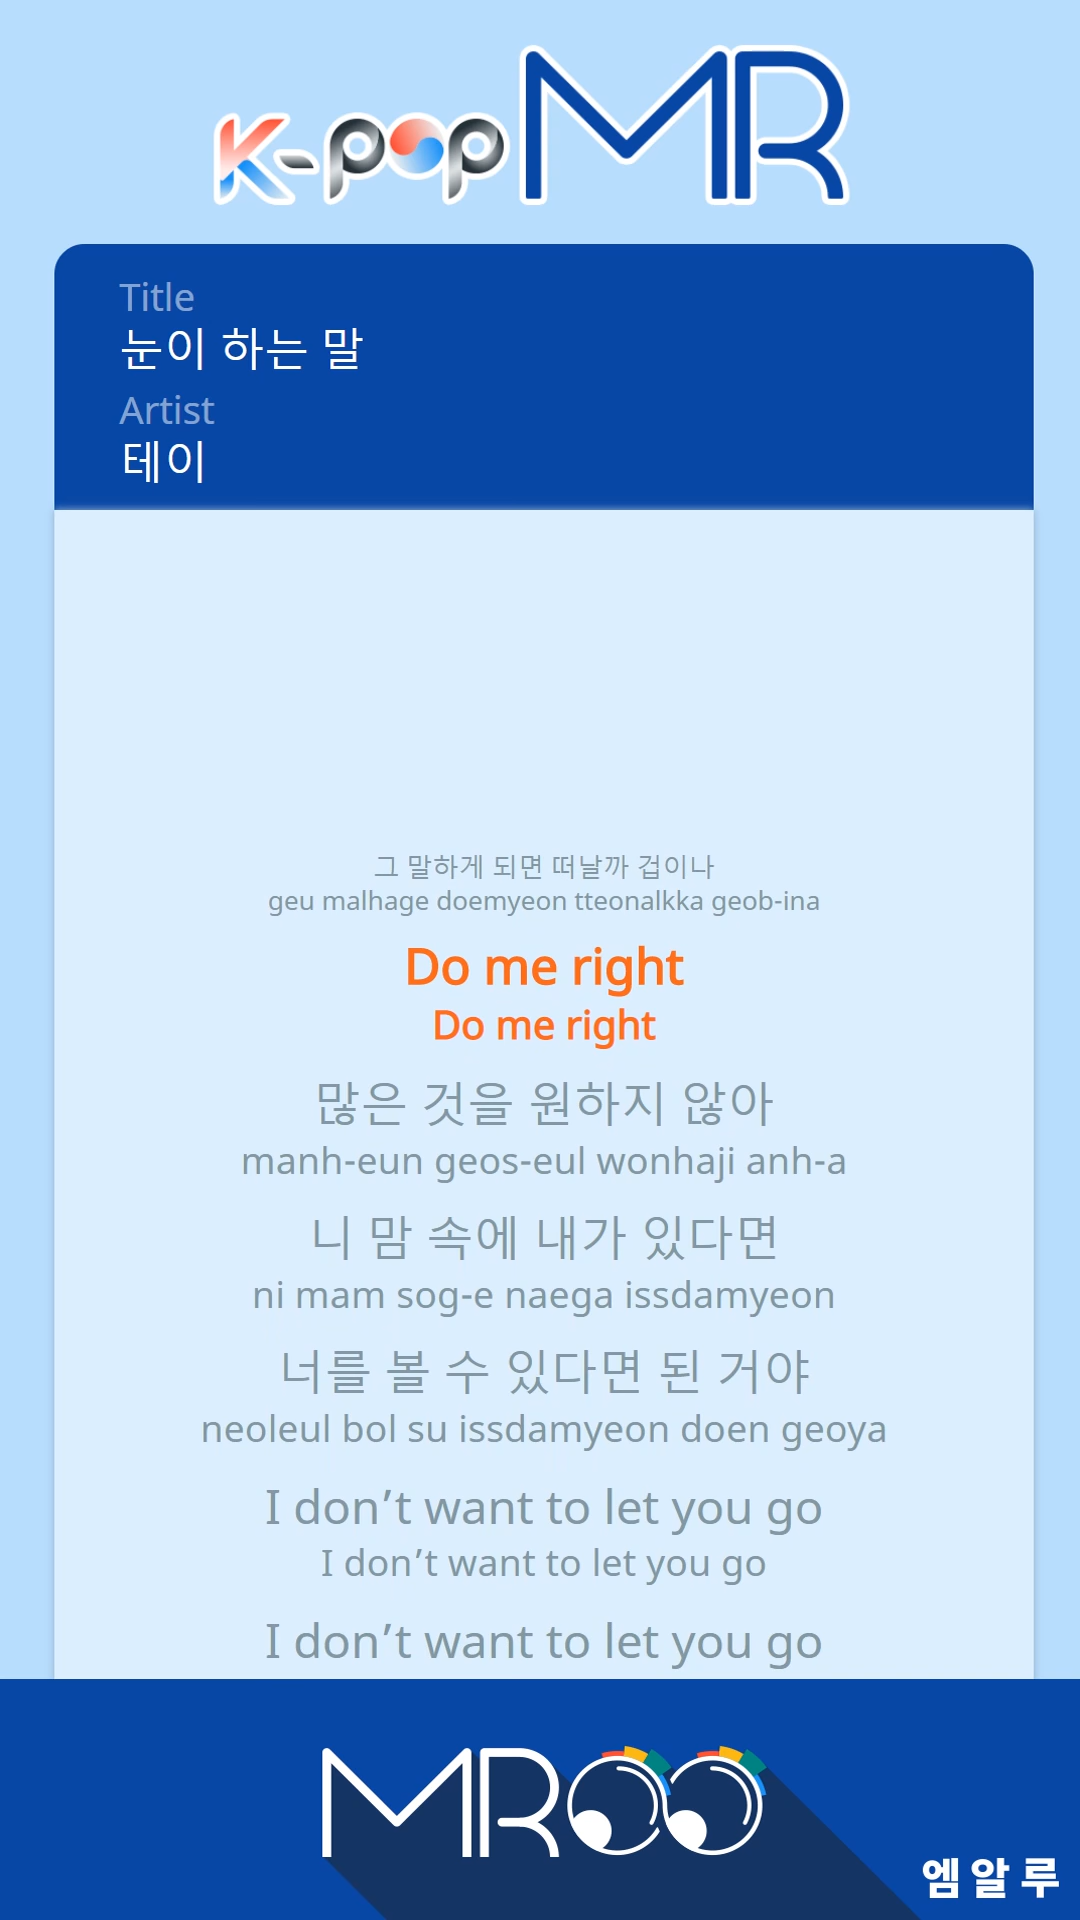 K-pop MR
Title
눈이 하는 말
Artist
테이
그 말하게 되면 떠날까 겁이나
geu malhage doemyeon tteonalkka geob-ina
Do me right
Do me right
많은 것을 원하지 않아
manh-eun geos-eul wonhaji anh-a
니 맘 속에 내가 있다면
ni mam sog-e naega issdamyeon
너를 볼 수 있다면 된 거야
neoleul bol su issdamyeon doen geoya
I don’t want to let you go
I don’t want to let you go
I don’t want to let you go
MROO
엠알루